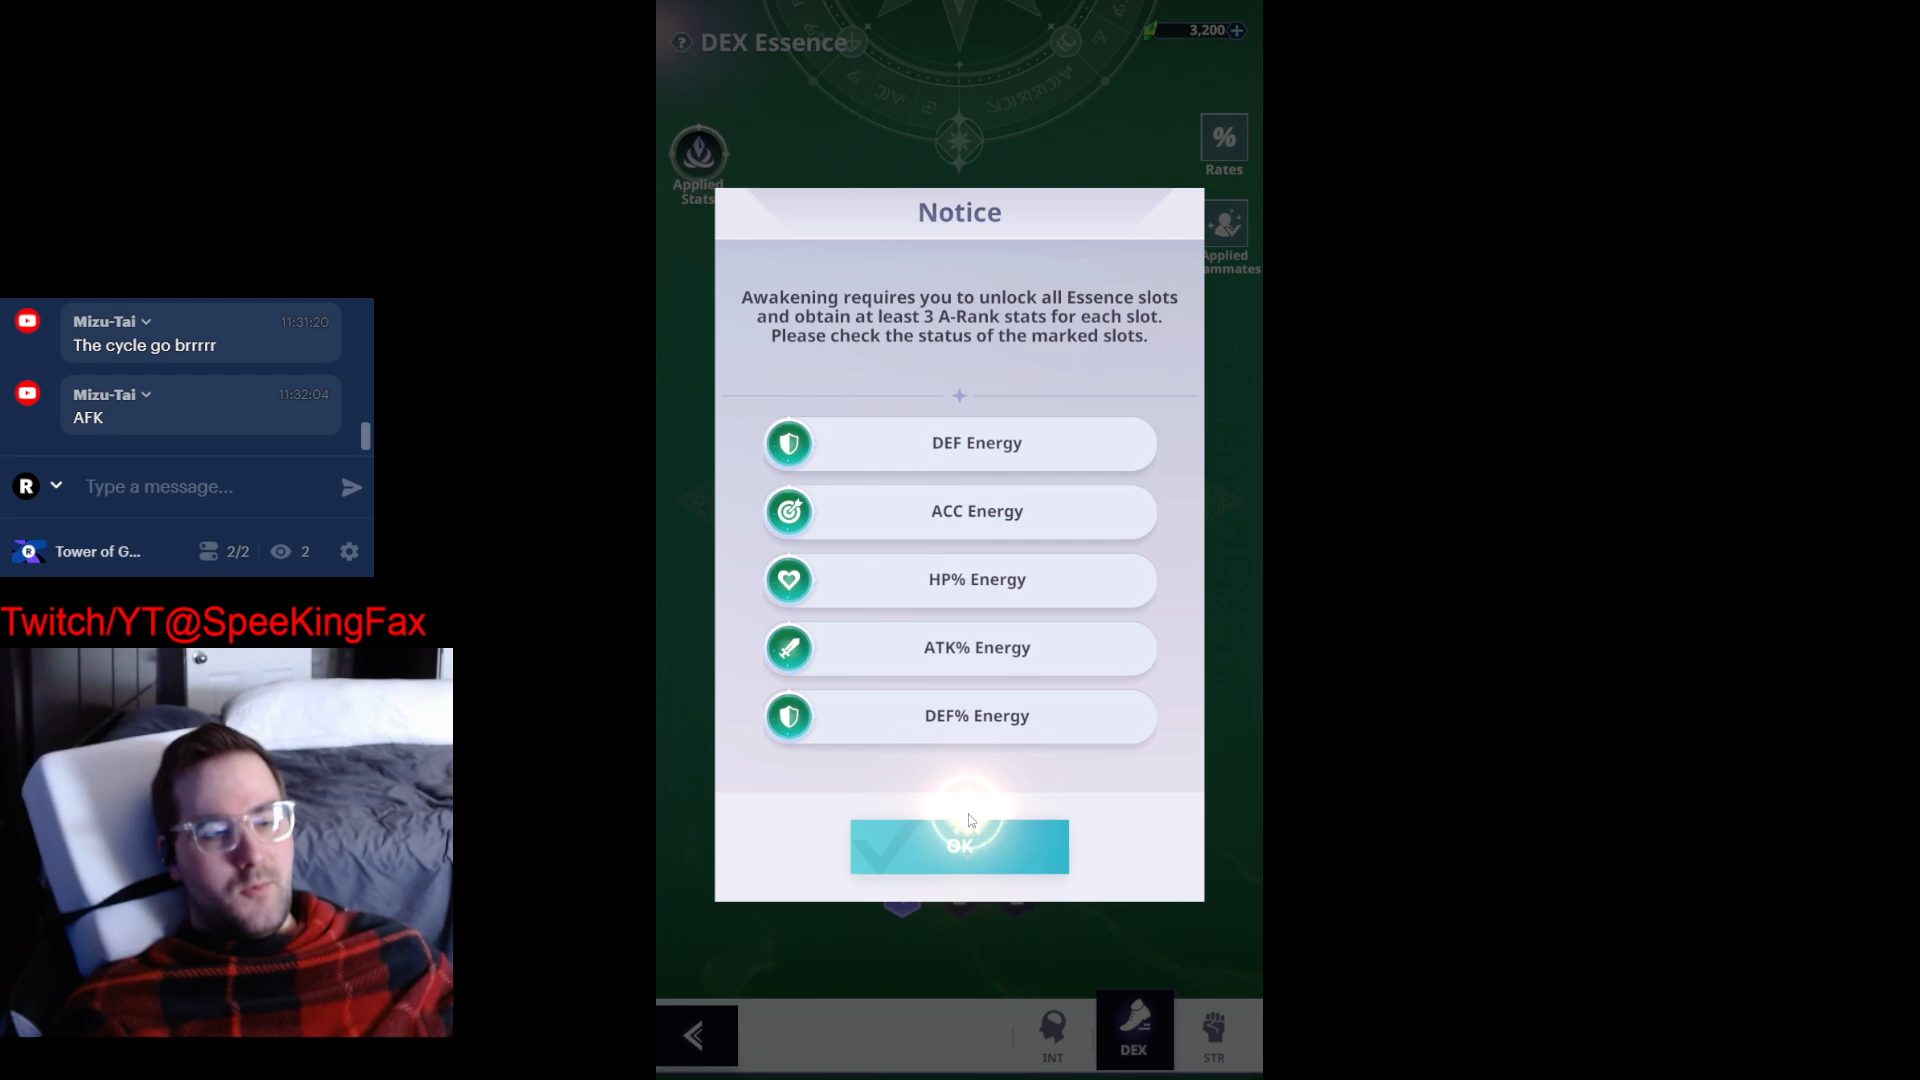 Mizu-Tai
11:31:20
The cycle go brrrrr
Mizu-Tai
11:32:04
AFK
R
Type a message...
R
Tower of G...
2/2
2
Twitch/YT@SpeeKingFax
? DEX Essence
3,200
Applied
Stats
%
Rates
Applied
ammates
Notice
Awakening requires you to unlock all Essence slots
and obtain at least 3 A-Rank stats for each slot.
Please check the status of the marked slots.
DEF Energy
ACC Energy
HP% Energy
ATK% Energy
DEF% Energy
OK
INT
DEX
STR